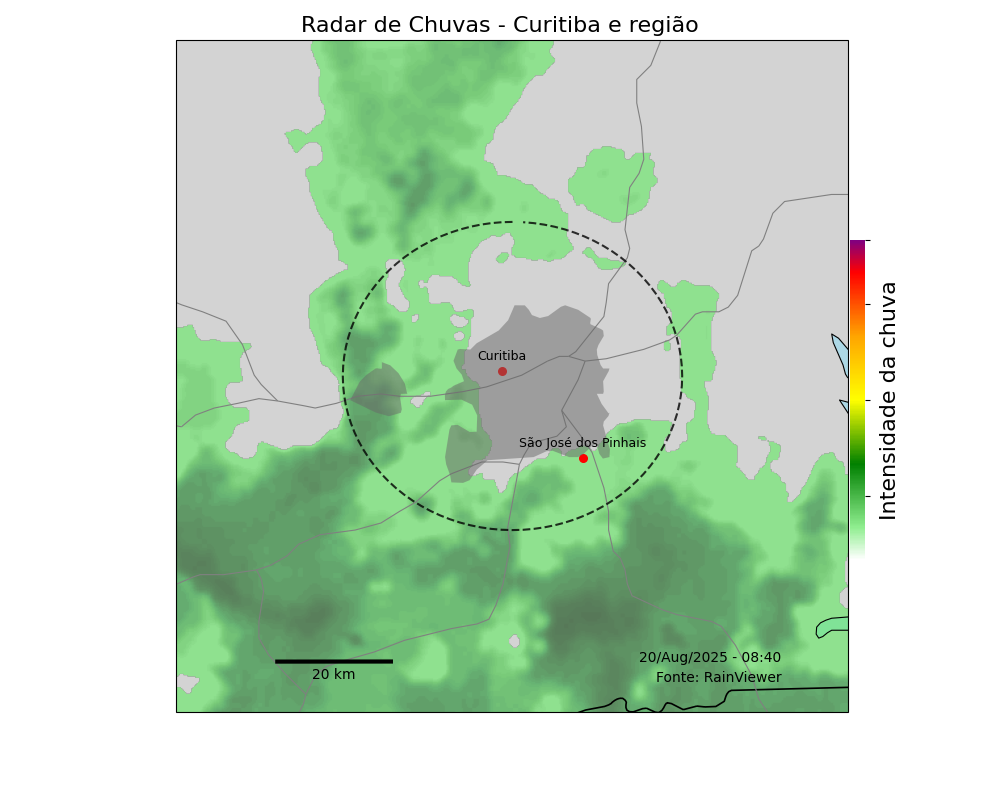 Radar de Chuvas - Curitiba e região
Curitiba
São José dos Pinhais
Intensidade da chuva
20/Aug/2025 - 08:40
Fonte: RainViewer
20 km